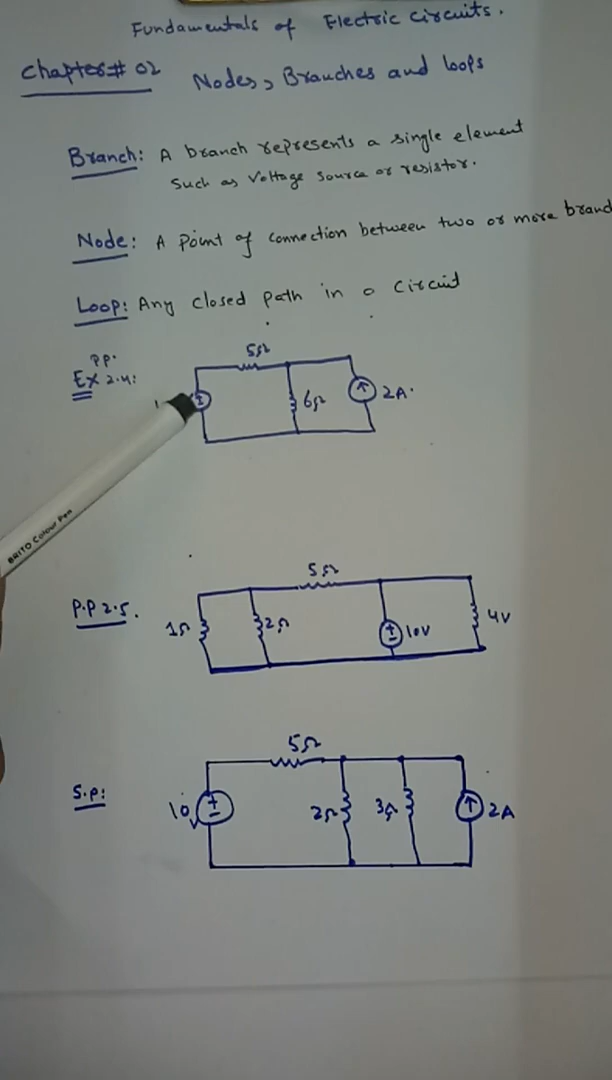 Fundamentals of Electric Circuits.
Chapter# 02 Nodes, Branches and loops
Branch: A branch represents a single element
Such as Voltage Source or resistor.
Node: A Point of Connection between two or more branc
Loop: Any Closed path in a Circuit
P.P.
Ex 2.4:
5Ω
6Ω
2A.
BRITO Colour Pen
P.P 2.5.
5Ω
1Ω
2Ω
10V
4V
S.P:
5Ω
10V
2Ω
3Ω
2A